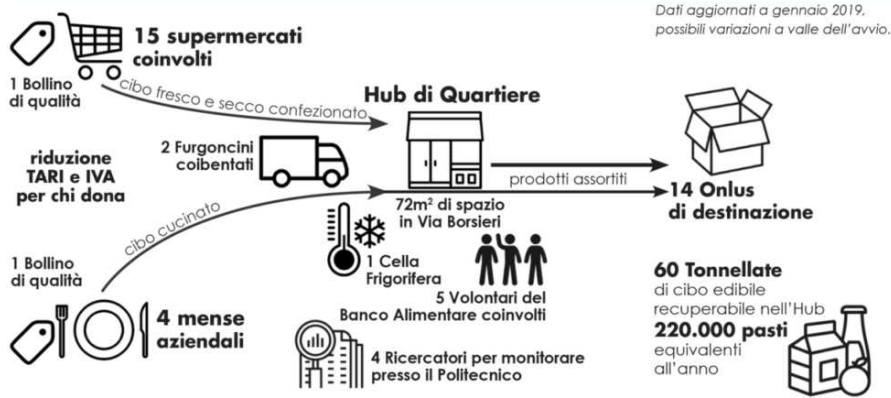 Dati aggiornati a gennaio 2019,
possibili variazioni a valle dell'avvio.
15 supermercati
coinvolti
1 Bollino
di qualità
cibo fresco e secco confezionato
Hub di Quartiere
riduzione
TARI e IVA
per chi dona
2 Furgoncini
coibentati
prodotti assortiti
14 Onlus
di destinazione
72m² di spazio
in Via Borsieri
cibo cucinato
1 Cella
Frigorifera
1 Bollino
di qualità
4 mense
aziendali
5 Volontari del
Banco Alimentare coinvolti
4 Ricercatori per monitorare
presso il Politecnico
60 Tonnellate
di cibo edibile
recuperabile nell'Hub
220.000 pasti
equivalenti
all'anno